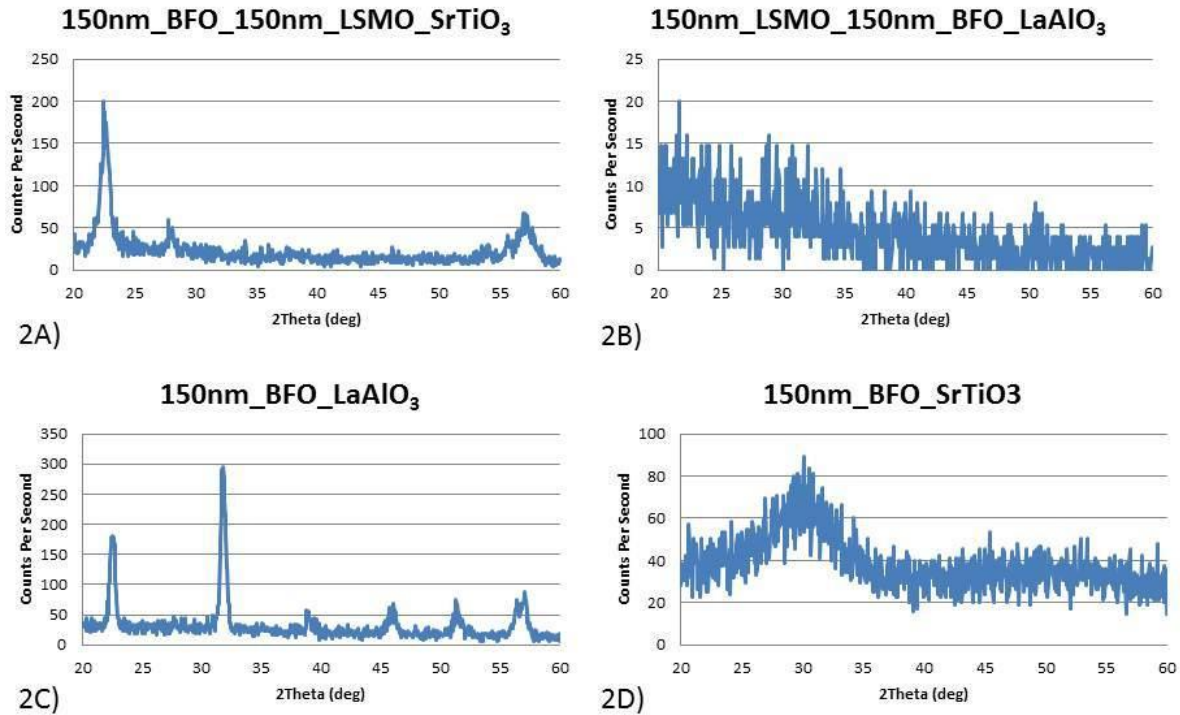 150nm_BFO_150nm_LSMO_SrTiO₃
250
200
150
100
50
0
Counter Per Second
20 25 30 35 40 45 50 55 60
2Theta (deg)
2A)
150nm_LSMO_150nm_BFO_LaAlO₃
25
20
15
10
5
0
Counts Per Second
20 25 30 35 40 45 50 55 60
2Theta (deg)
2B)
150nm_BFO_LaAlO₃
350
300
250
200
150
100
50
0
Counts Per Second
20 25 30 35 40 45 50 55 60
2Theta (deg)
2C)
150nm_BFO_SrTiO3
100
80
60
40
20
0
Counts Per Second
20 25 30 35 40 45 50 55 60
2Theta (deg)
2D)